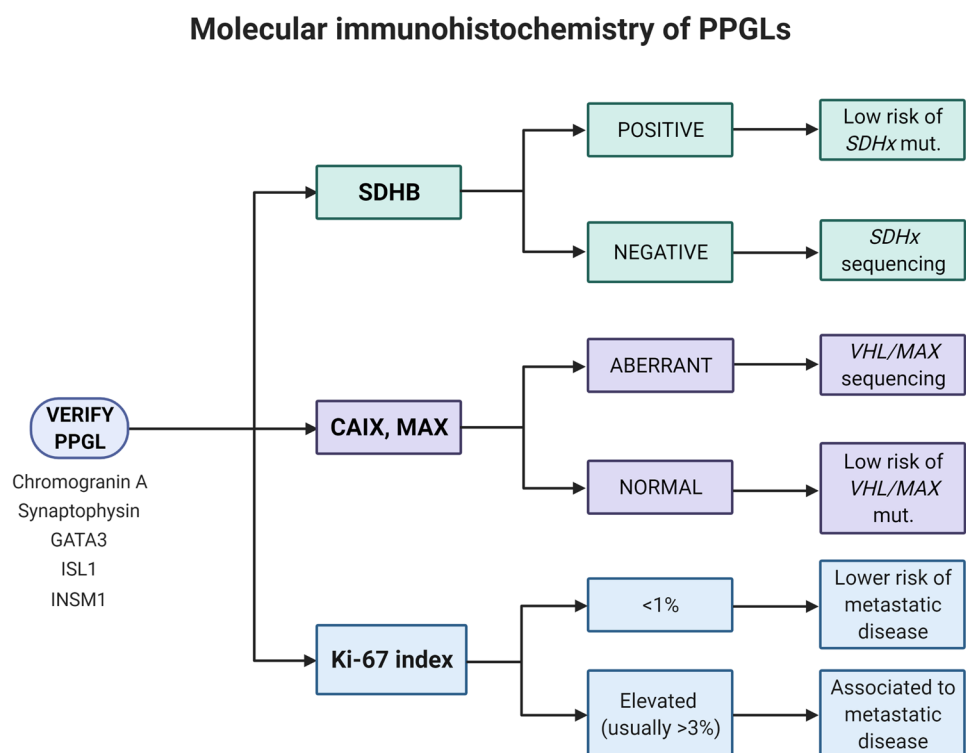 Molecular immunohistochemistry of PPGLs
VERIFY
PPGL
Chromogranin A
Synaptophysin
GATA3
ISL1
INSM1
SDHB
POSITIVE
Low risk of
SDHx mut.
NEGATIVE
SDHx
sequencing
CAIX, MAX
ABERRANT
VHL/MAX
sequencing
NORMAL
Low risk of
VHL/MAX
mut.
Ki-67 index
<1%
Lower risk of
metastatic
disease
Elevated
(usually >3%)
Associated to
metastatic
disease